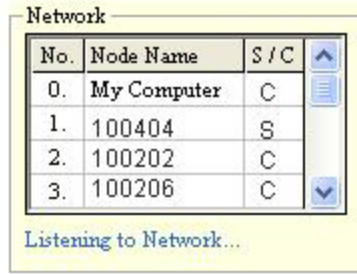 Network
No. Node Name S / C
0. My Computer C
1. 100404 S
2. 100202 C
3. 100206 C
Listening to Network...